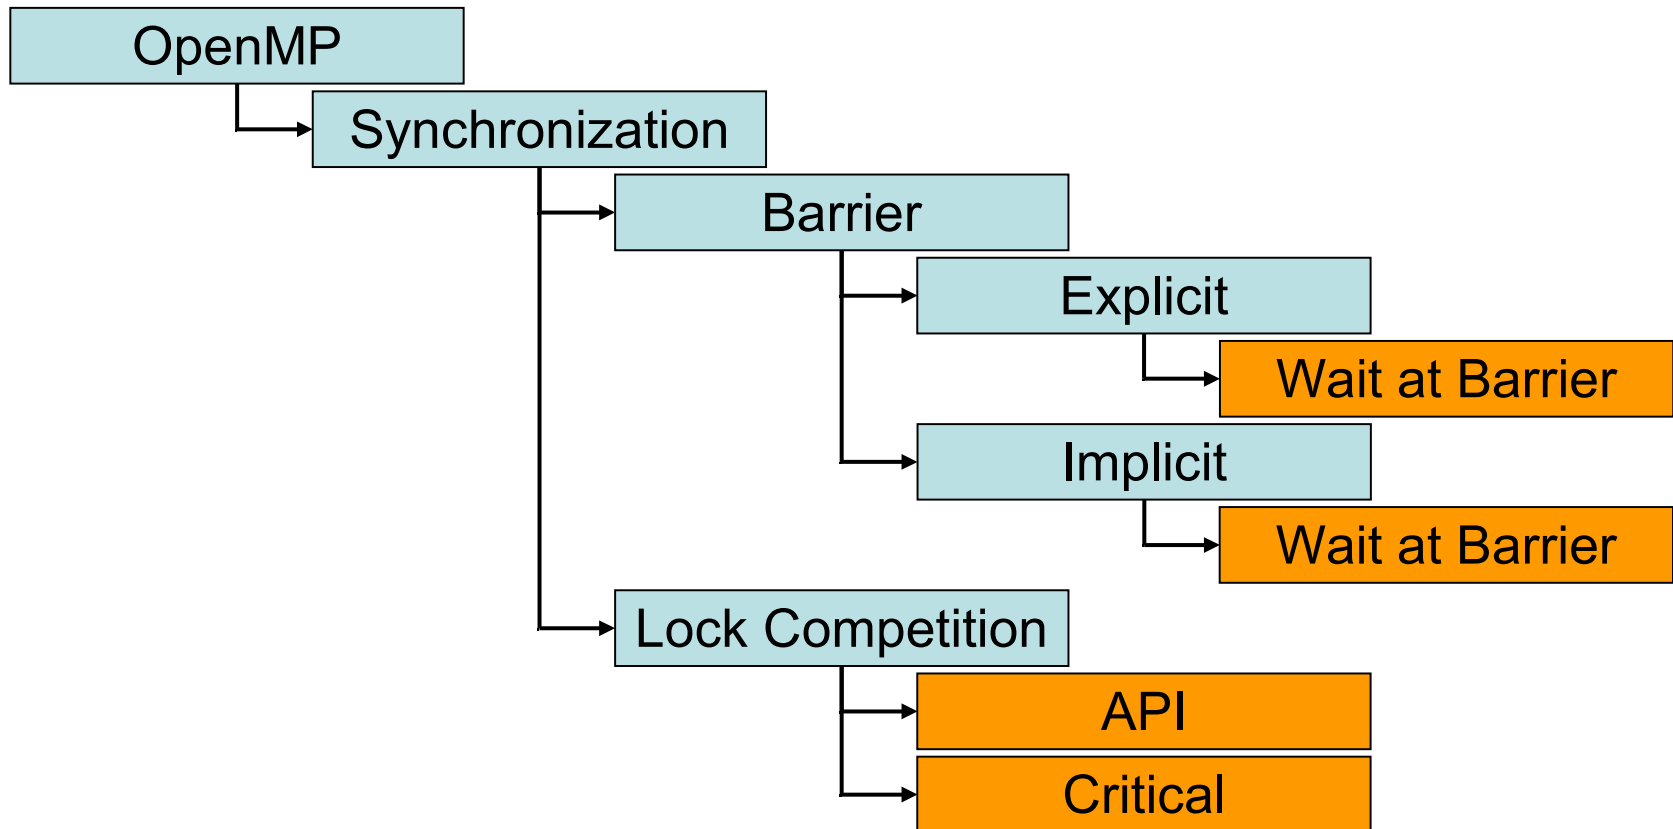 OpenMP
Synchronization
Barrier
Explicit
Wait at Barrier
Implicit
Wait at Barrier
Lock Competition
API
Critical